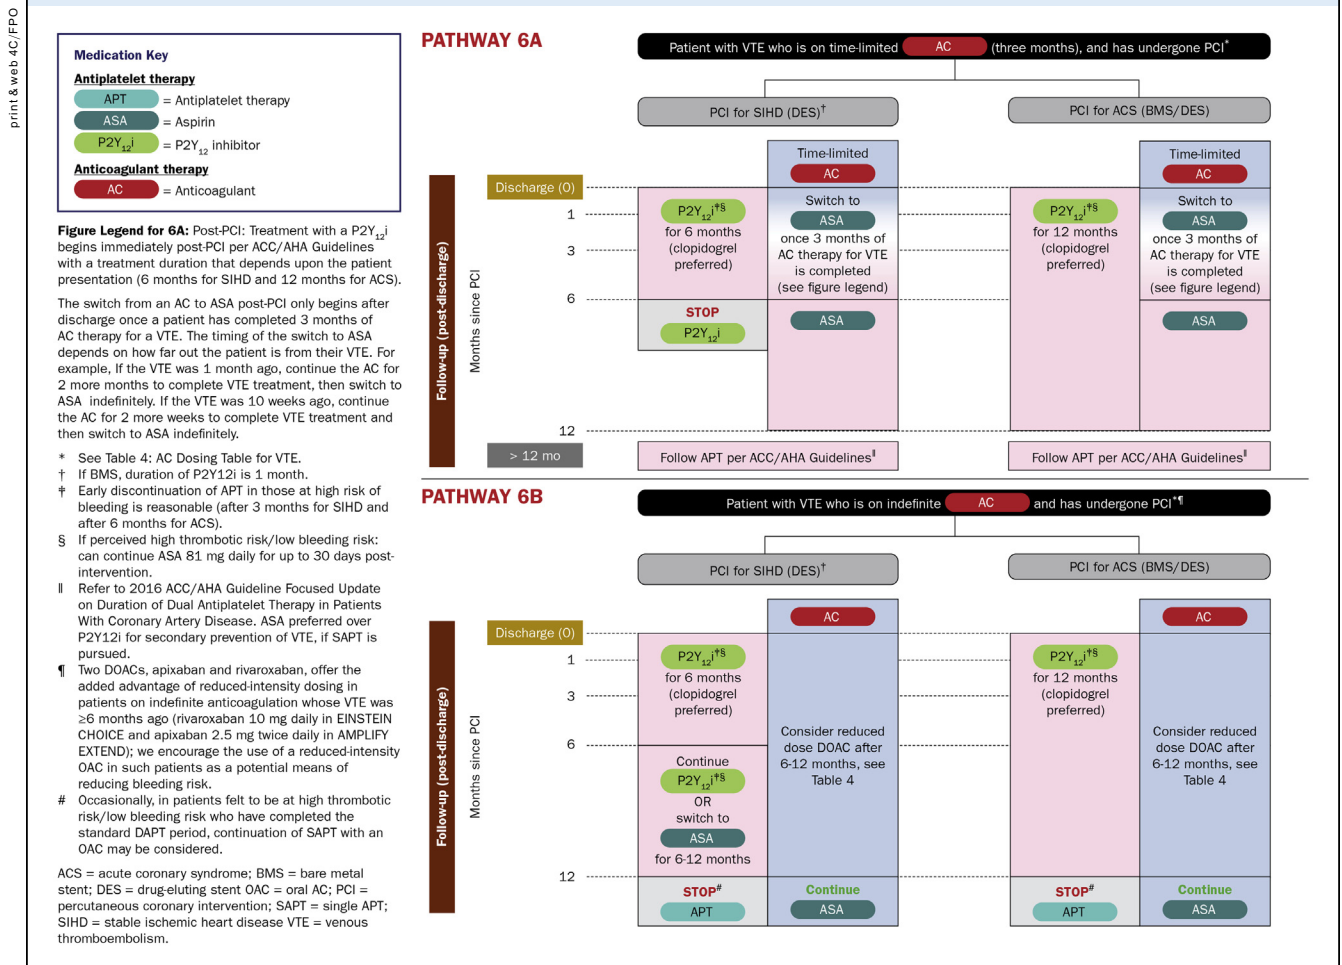 print & web 4C/FPO
Medication Key
Antiplatelet therapy
APT = Antiplatelet therapy
ASA = Aspirin
P2Y12i = P2Y12 inhibitor
Anticoagulant therapy
AC = Anticoagulant
Figure Legend for 6A: Post-PCI: Treatment with a P2Y12i
begins immediately post-PCI per ACC/AHA Guidelines
with a treatment duration that depends upon the patient
presentation (6 months for SIHD and 12 months for ACS).
The switch from an AC to ASA post-PCI only begins after
discharge once a patient has completed 3 months of
AC therapy for a VTE. The timing of the switch to ASA
depends on how far out the patient is from their VTE. For
example, If the VTE was 1 month ago, continue the AC for
2 more months to complete VTE treatment, then switch to
ASA indefinitely. If the VTE was 10 weeks ago, continue
the AC for 2 more weeks to complete VTE treatment and
then switch to ASA indefinitely.
* See Table 4: AC Dosing Table for VTE.
† If BMS, duration of P2Y12i is 1 month.
‡ Early discontinuation of APT in those at high risk of
bleeding is reasonable (after 3 months for SIHD and
after 6 months for ACS).
§ If perceived high thrombotic risk/low bleeding risk:
can continue ASA 81 mg daily for up to 30 days post-
intervention.
‖ Refer to 2016 ACC/AHA Guideline Focused Update
on Duration of Dual Antiplatelet Therapy in Patients
With Coronary Artery Disease. ASA preferred over
P2Y12i for secondary prevention of VTE, if SAPT is
pursued.
¶ Two DOACs, apixaban and rivaroxaban, offer the
added advantage of reduced-intensity dosing in
patients on indefinite anticoagulation whose VTE was
≥6 months ago (rivaroxaban 10 mg daily in EINSTEIN
CHOICE and apixaban 2.5 mg twice daily in AMPLIFY
EXTEND); we encourage the use of a reduced-intensity
OAC in such patients as a potential means of
reducing bleeding risk.
# Occasionally, in patients felt to be at high thrombotic
risk/low bleeding risk who have completed the
standard DAPT period, continuation of SAPT with an
OAC may be considered.
ACS = acute coronary syndrome; BMS = bare metal
stent; DES = drug-eluting stent OAC = oral AC; PCI =
percutaneous coronary intervention; SAPT = single APT;
SIHD = stable ischemic heart disease VTE = venous
thromboembolism.
PATHWAY 6A
Patient with VTE who is on time-limited AC (three months), and has undergone PCI*
PCI for SIHD (DES)†
PCI for ACS (BMS/DES)
Follow-up (post-discharge)
Months since PCI
Discharge (0)
1
3
6
12
> 12 mo
P2Y12i‡§
for 6 months
(clopidogrel
preferred)
STOP
P2Y12i
Time-limited
AC
Switch to
ASA
once 3 months of
AC therapy for VTE
is completed
(see figure legend)
ASA
Follow APT per ACC/AHA Guidelines‖
P2Y12i‡§
for 12 months
(clopidogrel
preferred)
Time-limited
AC
Switch to
ASA
once 3 months of
AC therapy for VTE
is completed
(see figure legend)
ASA
Follow APT per ACC/AHA Guidelines‖
PATHWAY 6B
Patient with VTE who is on indefinite AC and has undergone PCI*¶
PCI for SIHD (DES)†
PCI for ACS (BMS/DES)
Follow-up (post-discharge)
Months since PCI
Discharge (0)
1
3
6
12
P2Y12i‡§
for 6 months
(clopidogrel
preferred)
Continue
P2Y12i‡§
OR
switch to
ASA
for 6-12 months
STOP#
APT
AC
Consider reduced
dose DOAC after
6-12 months, see
Table 4
Continue
ASA
P2Y12i‡§
for 12 months
(clopidogrel
preferred)
STOP#
APT
AC
Consider reduced
dose DOAC after
6-12 months, see
Table 4
Continue
ASA